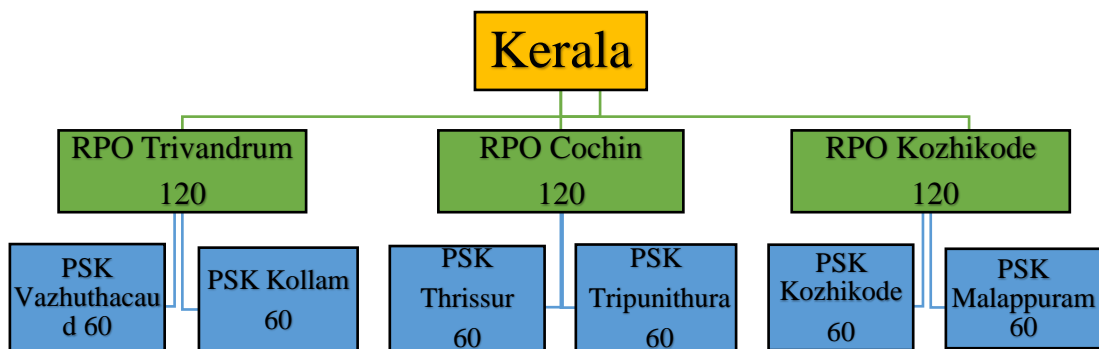 Kerala
RPO Trivandrum
120
RPO Cochin
120
RPO Kozhikode
120
PSK
Vazhuthacau
d 60
PSK Kollam
60
PSK
Thrissur
60
PSK
Tripunithura
60
PSK
Kozhikode
60
PSK
Malappuram
60